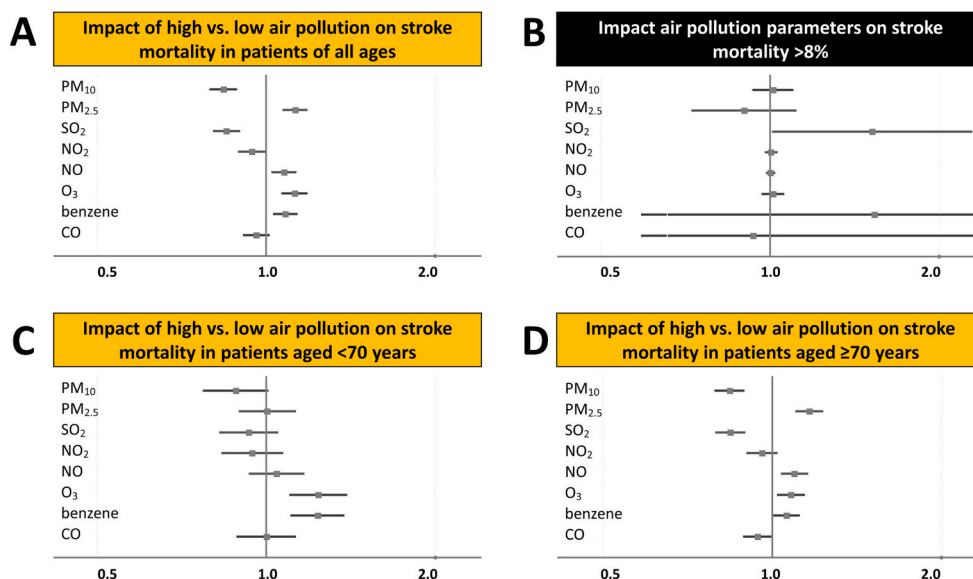 A
Impact of high vs. low air pollution on stroke
mortality in patients of all ages
PM₁₀
PM₂.₅
SO₂
NO₂
NO
O₃
benzene
CO
0.5 1.0 2.0
B
Impact air pollution parameters on stroke
mortality >8%
PM₁₀
PM₂.₅
SO₂
NO₂
NO
O₃
benzene
CO
0.5 1.0 2.0
C
Impact of high vs. low air pollution on stroke
mortality in patients aged <70 years
PM₁₀
PM₂.₅
SO₂
NO₂
NO
O₃
benzene
CO
0.5 1.0 2.0
D
Impact of high vs. low air pollution on stroke
mortality in patients aged ≥70 years
PM₁₀
PM₂.₅
SO₂
NO₂
NO
O₃
benzene
CO
0.5 1.0 2.0